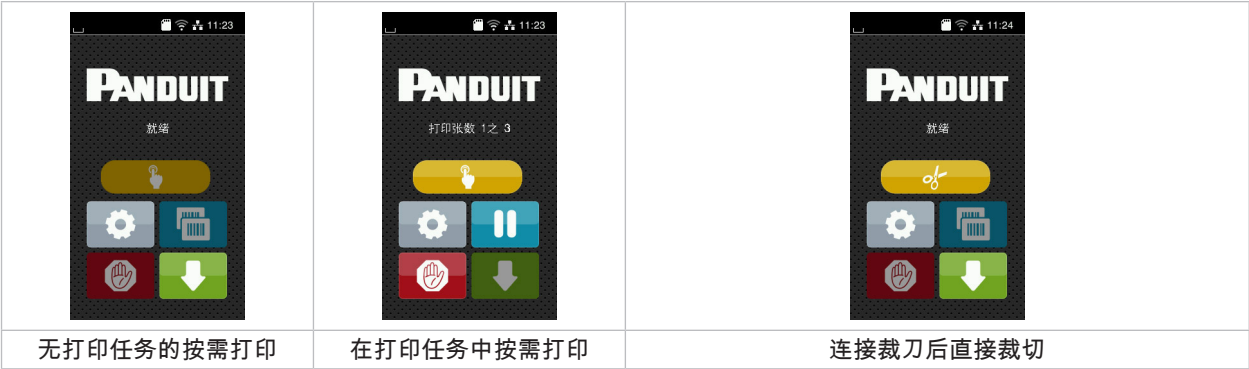 11:23
PANDUIT
就绪
11:23
PANDUIT
打印张数 1之 3
11:24
PANDUIT
就绪
无打印任务的按需打印
在打印任务中按需打印
连接裁刀后直接裁切